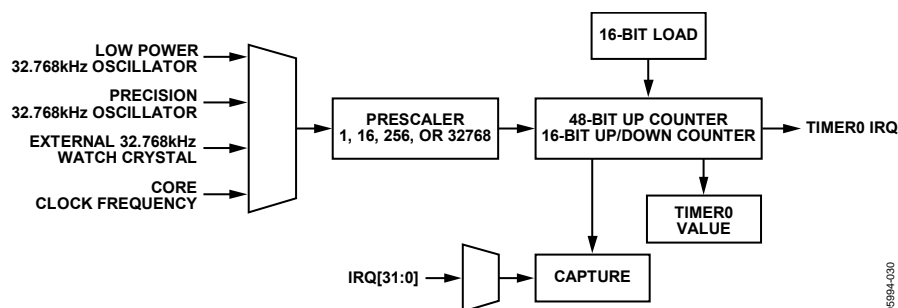 LOW POWER
32.768kHz OSCILLATOR
PRECISION
32.768kHz OSCILLATOR
EXTERNAL 32.768kHz
WATCH CRYSTAL
CORE
CLOCK FREQUENCY
PRESCALER
1, 16, 256, OR 32768
16-BIT LOAD
48-BIT UP COUNTER
16-BIT UP/DOWN COUNTER
TIMER0 IRQ
TIMER0
VALUE
IRQ[31:0]
CAPTURE
5994-030